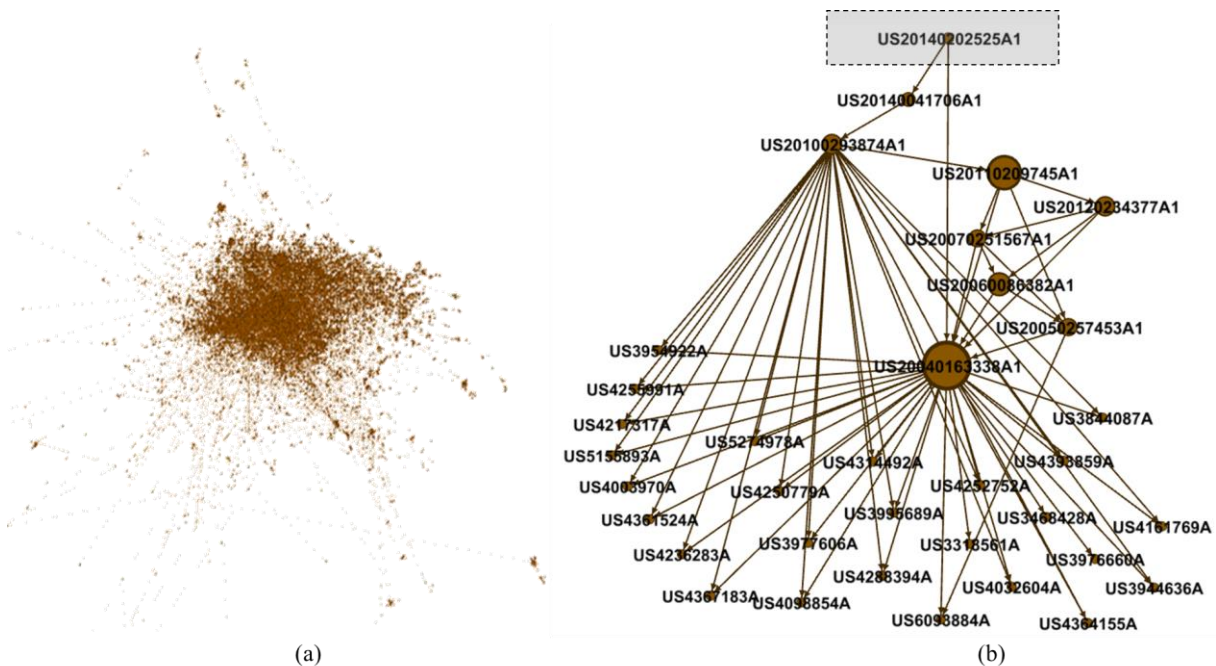 US20140202525A1
US20140041706A1
US20100293874A1
US20110209745A1
US20120234377A1
US20070251567A1
US20060086382A1
US20050257453A1
US3954922A
US20040163338A1
US4255991A
US4217317A
US3844087A
US5274978A
US5155893A
US4314492A
US4393859A
US4003970A
US4250779A
US4252752A
US3995689A
US4361524A
US3468428A
US4161769A
US4236283A
US3977606A
US3318561A
US3976660A
US4288394A
US4367183A
US4098854A
US4032604A
US3944636A
US6093884A
US4364155A
(a)
(b)